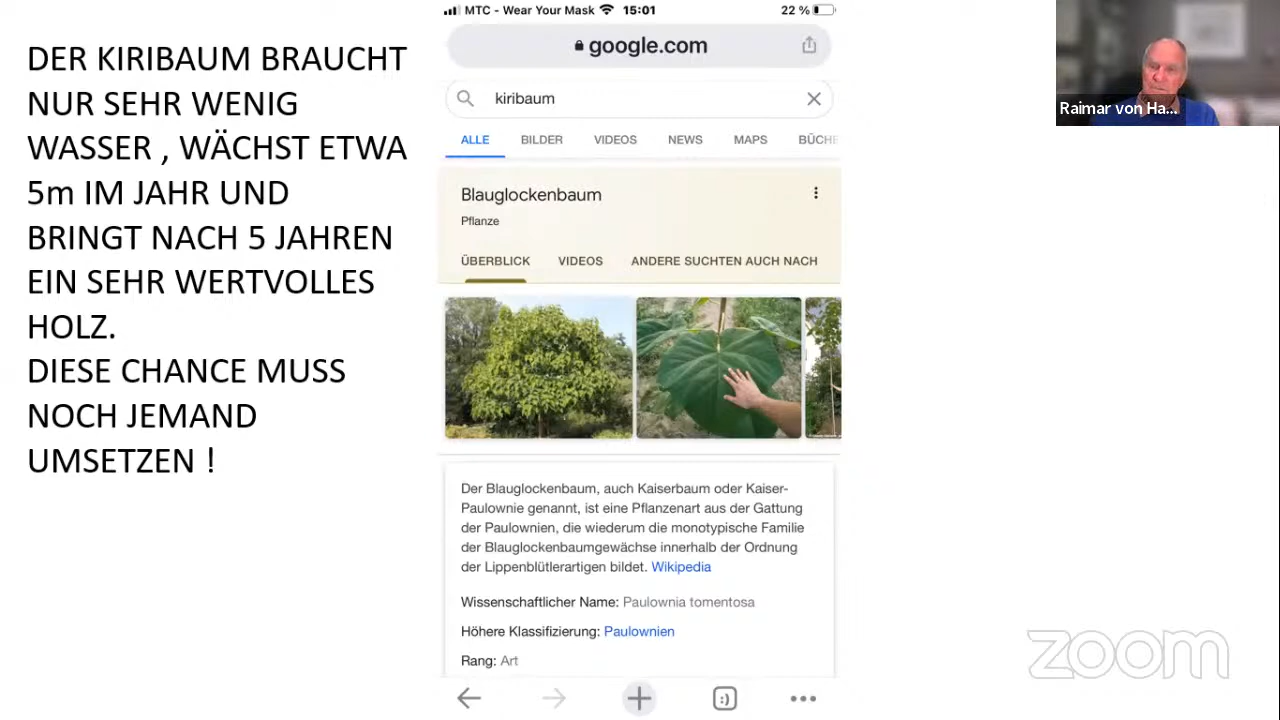 DER KIRIBAUM BRAUCHT
NUR SEHR WENIG
WASSER , WÄCHST ETWA
5m IM JAHR UND
BRINGT NACH 5 JAHREN
EIN SEHR WERTVOLLES
HOLZ.
DIESE CHANCE MUSS
NOCH JEMAND
UMSETZEN !
MTC - Wear Your Mask 15:01 22 %
google.com
kiribaum
ALLE BILDER VIDEOS NEWS MAPS BÜCHE
Blauglockenbaum
Pflanze
ÜBERBLICK VIDEOS ANDERE SUCHTEN AUCH NACH
Der Blauglockenbaum, auch Kaiserbaum oder Kaiser-
Paulownie genannt, ist eine Pflanzenart aus der Gattung
der Paulownien, die wiederum die monotypische Familie
der Blauglockenbaumgewächse innerhalb der Ordnung
der Lippenblütlerartigen bildet. Wikipedia
Wissenschaftlicher Name: Paulownia tomentosa
Höhere Klassifizierung: Paulownien
Rang: Art
Raimar von Ha...
zoom